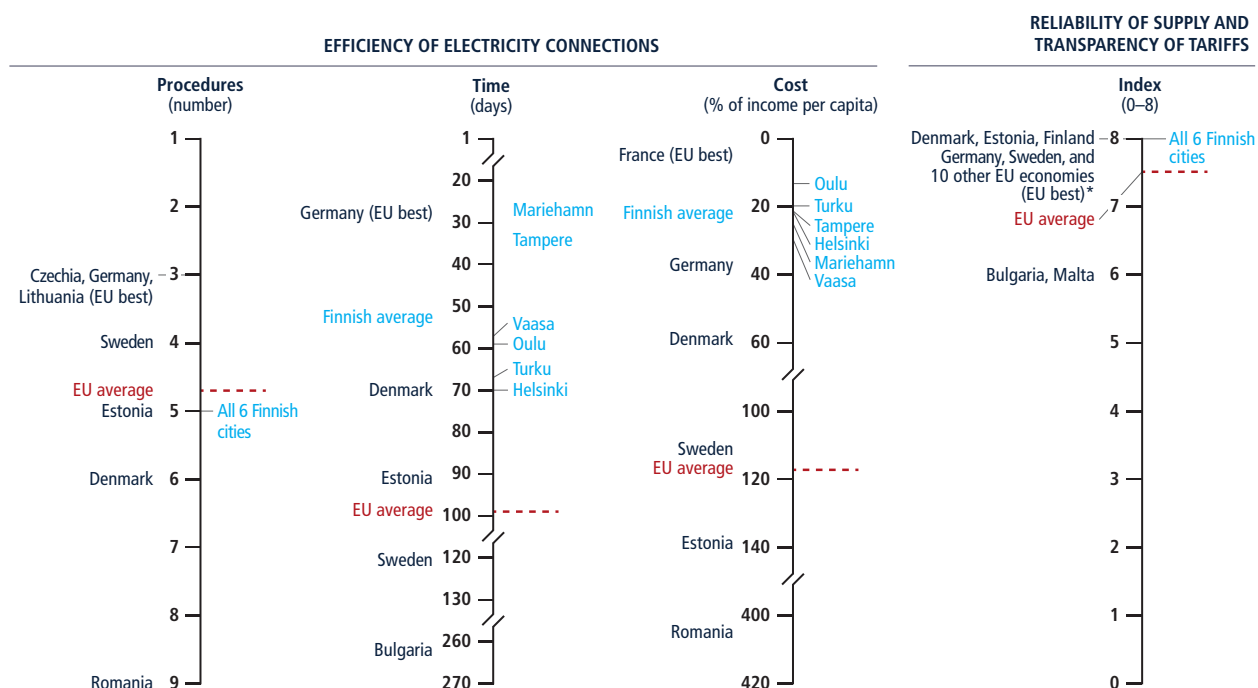 EFFICIENCY OF ELECTRICITY CONNECTIONS
RELIABILITY OF SUPPLY AND
TRANSPARENCY OF TARIFFS
Procedures
(number)
1
2
3
4
5
6
7
8
9
Czechia, Germany,
Lithuania (EU best)
Sweden
EU average
Estonia
Denmark
Romania
All 6 Finnish
cities
Time
(days)
1
20
30
40
50
60
70
80
90
100
120
130
260
270
Germany (EU best)
Finnish average
Denmark
Estonia
EU average
Sweden
Bulgaria
Mariehamn
Tampere
Vaasa
Oulu
Turku
Helsinki
Cost
(% of income per capita)
0
20
40
60
100
120
140
400
420
France (EU best)
Finnish average
Germany
Denmark
Sweden
EU average
Estonia
Romania
Oulu
Turku
Tampere
Helsinki
Mariehamn
Vaasa
Index
(0–8)
8
7
6
5
4
3
2
1
0
Denmark, Estonia, Finland
Germany, Sweden, and
10 other EU economies
(EU best)*
EU average
Bulgaria, Malta
All 6 Finnish
cities